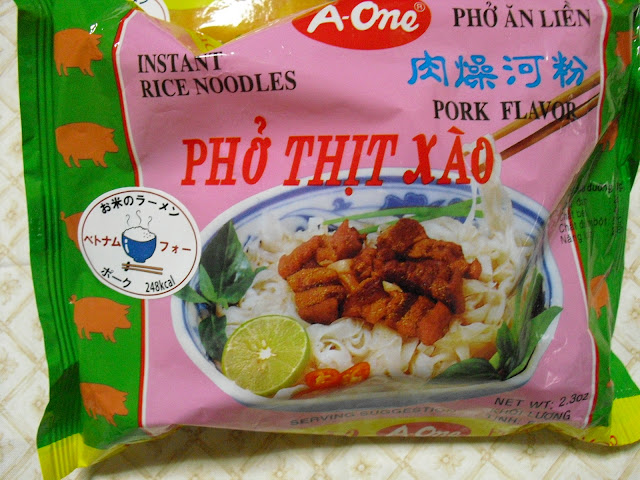 A-One®
PHỞ ĂN LIỀN
INSTANT
RICE NOODLES
肉燥河粉
PORK FLAVOR
PHỞ THỊT XÀO
お米のラーメン
ベトナム フォー
ポーク 248kcal
NET WT: 2.3oz
SERVING SUGGESTION
A-One